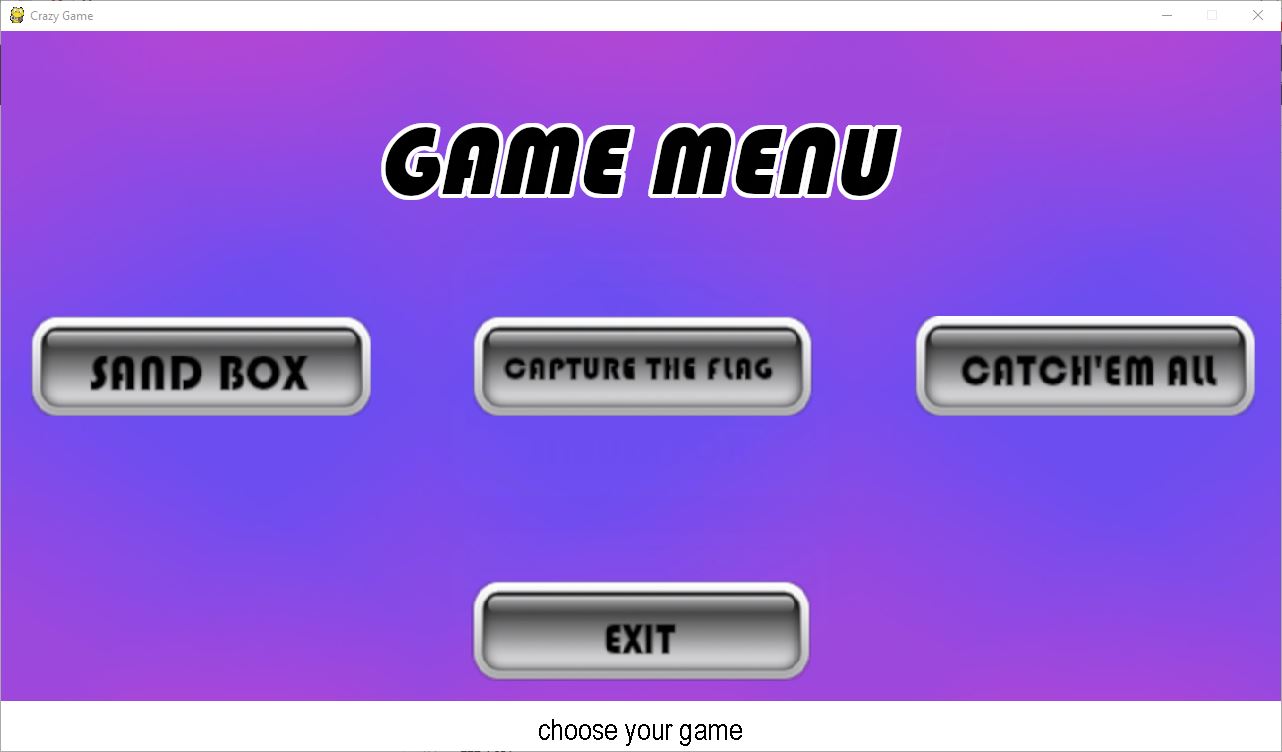 Crazy Game
GAME MENU
SAND BOX
CAPTURE THE FLAG
CATCH'EM ALL
EXIT
choose your game